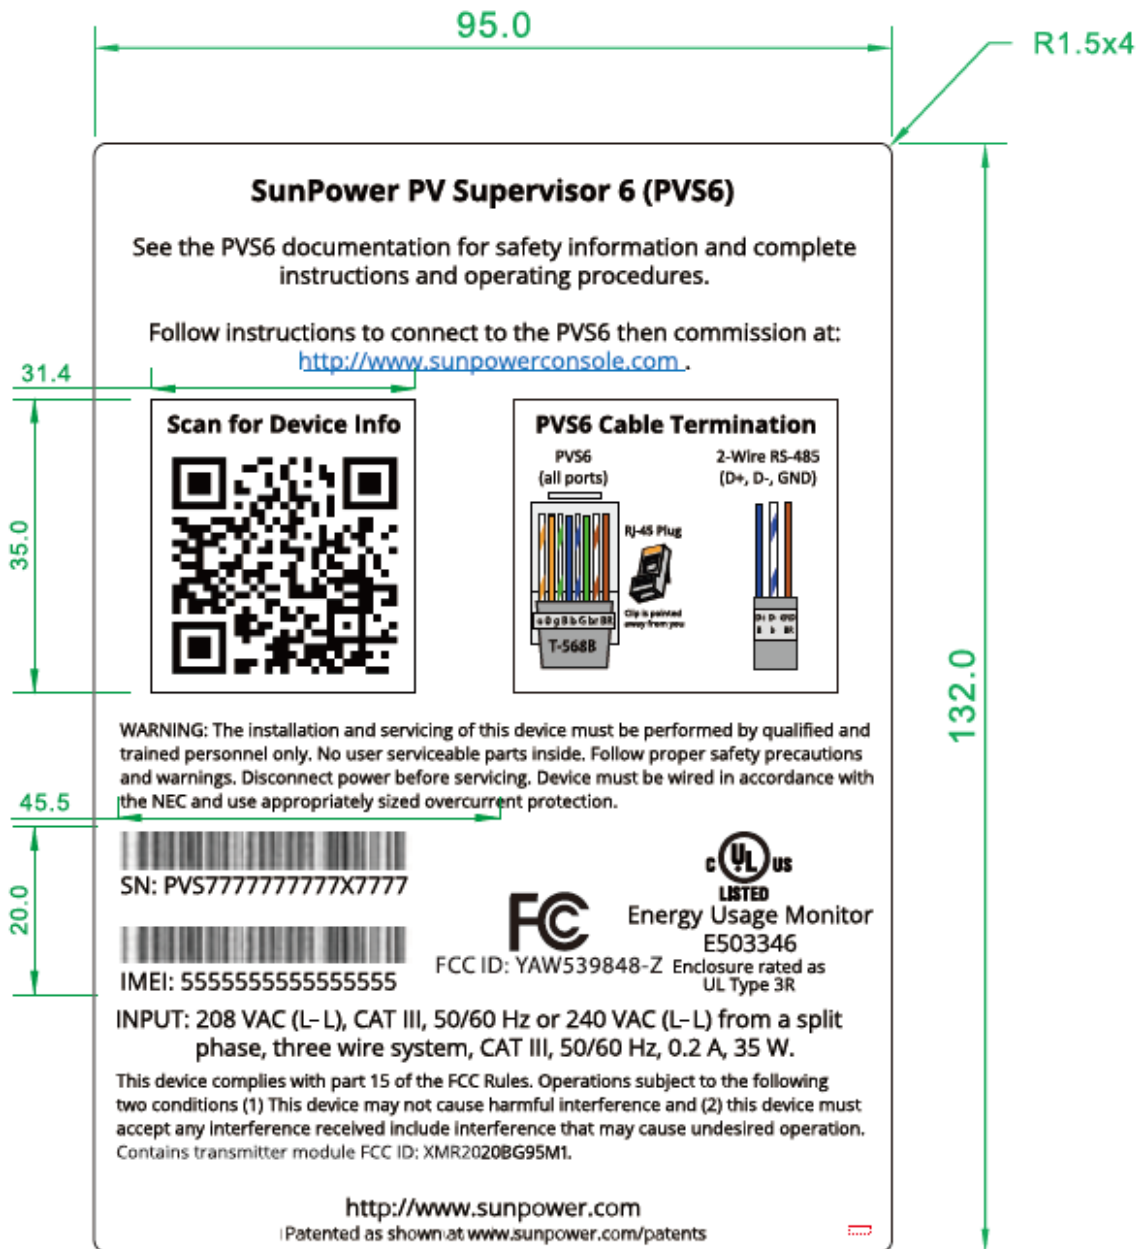 95.0
R1.5x4
SunPower PV Supervisor 6 (PVS6)
See the PVS6 documentation for safety information and complete
instructions and operating procedures.
Follow instructions to connect to the PVS6 then commission at:
http://www.sunpowerconsole.com .
31.4
35.0
Scan for Device Info
PVS6 Cable Termination
PVS6
(all ports)
2-Wire RS-485
(D+, D-, GND)
RJ-45 Plug
Clip is pointed
away from you
o O g B b G br BR
T-568B
D+ D- GND
B b BR
132.0
WARNING: The installation and servicing of this device must be performed by qualified and
trained personnel only. No user serviceable parts inside. Follow proper safety precautions
and warnings. Disconnect power before servicing. Device must be wired in accordance with
the NEC and use appropriately sized overcurrent protection.
45.5
20.0
SN: PVS7777777777X7777
IMEI: 555555555555555
FC
FCC ID: YAW539848-Z
C UL US
LISTED
Energy Usage Monitor
E503346
Enclosure rated as
UL Type 3R
INPUT: 208 VAC (L-L), CAT III, 50/60 Hz or 240 VAC (L-L) from a split
phase, three wire system, CAT III, 50/60 Hz, 0.2 A, 35 W.
This device complies with part 15 of the FCC Rules. Operations subject to the following
two conditions (1) This device may not cause harmful interference and (2) this device must
accept any interference received include interference that may cause undesired operation.
Contains transmitter module FCC ID: XMR2020BG95M1.
http://www.sunpower.com
Patented as shown at www.sunpower.com/patents